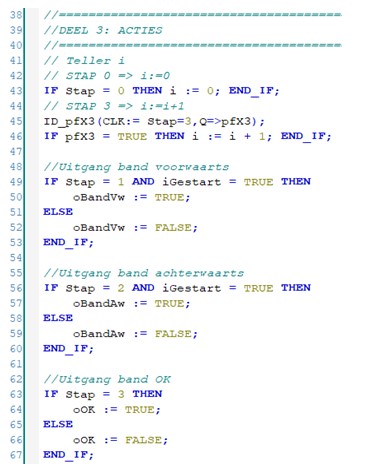 38 //=====================================
39 //DEEL 3: ACTIES
40 //=====================================
41 // Teller i
42 // STAP 0 => i:=0
43 IF Stap = 0 THEN i := 0; END_IF;
44 // STAP 3 => i:=i+1
45 ID_pfX3(CLK:= Stap=3,Q=>pfX3);
46 IF pfX3 = TRUE THEN i := i + 1; END_IF;
47
48 //Uitgang band voorwaarts
49 IF Stap = 1 AND iGestart = TRUE THEN
50 oBandVw := TRUE;
51 ELSE
52 oBandVw := FALSE;
53 END_IF;
54
55 //Uitgang band achterwaarts
56 IF Stap = 2 AND iGestart = TRUE THEN
57 oBandAw := TRUE;
58 ELSE
59 oBandAw := FALSE;
60 END_IF;
61
62 //Uitgang band OK
63 IF Stap = 3 THEN
64 oOK := TRUE;
65 ELSE
66 oOK := FALSE;
67 END_IF;